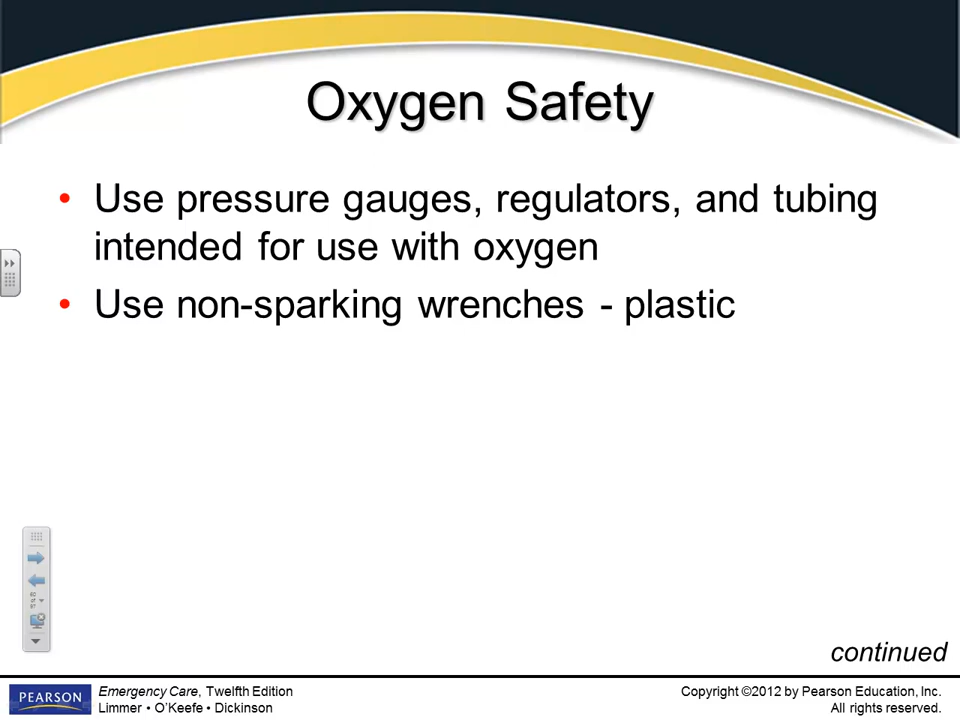 Oxygen Safety
• Use pressure gauges, regulators, and tubing
intended for use with oxygen
• Use non-sparking wrenches - plastic
continued
PEARSON
Emergency Care, Twelfth Edition
Limmer • O’Keefe • Dickinson
Copyright ©2012 by Pearson Education, Inc.
All rights reserved.